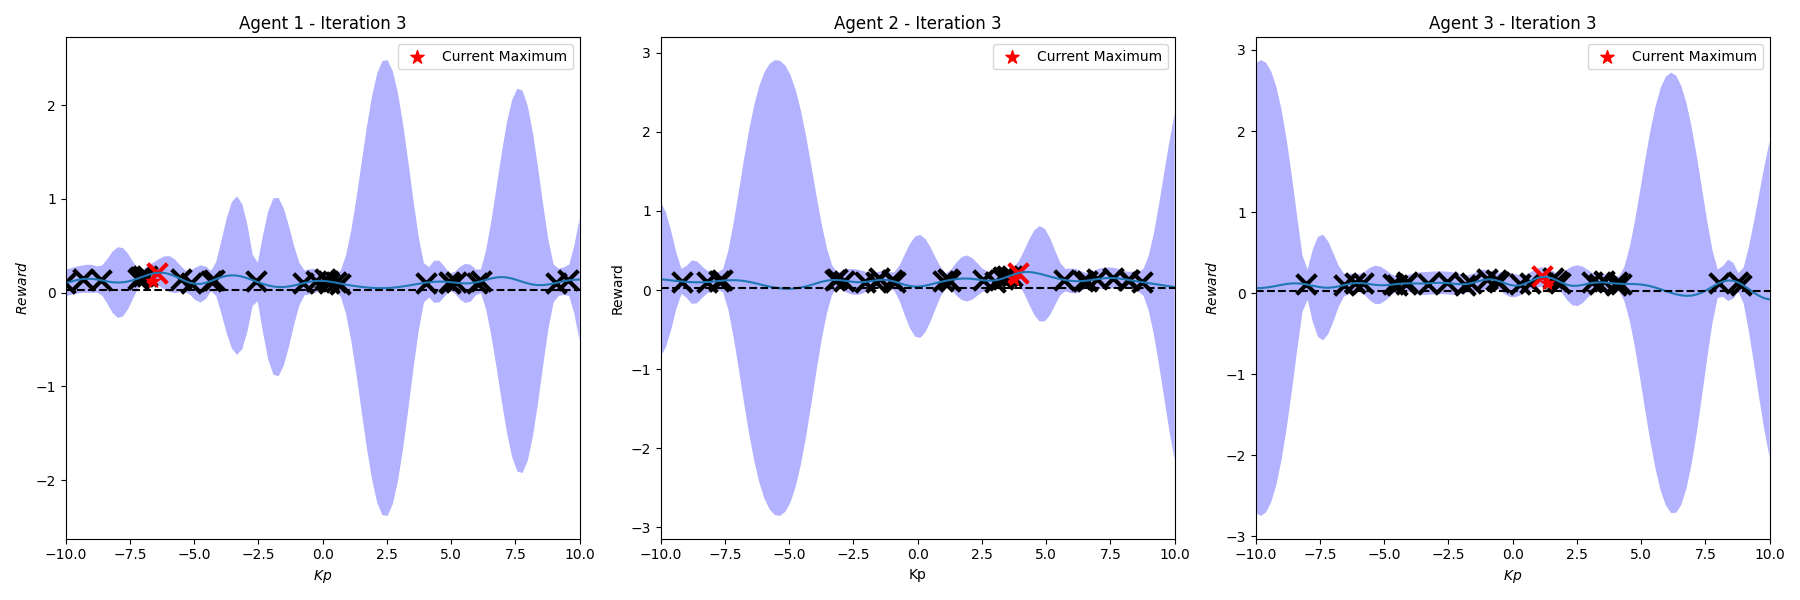 Agent 1 - Iteration 3
Current Maximum
2
1
0
−1
−2
Reward
−10.0 −7.5 −5.0 −2.5 0.0 2.5 5.0 7.5 10.0
Kp
Agent 2 - Iteration 3
Current Maximum
3
2
1
0
−1
−2
−3
Reward
−10.0 −7.5 −5.0 −2.5 0.0 2.5 5.0 7.5 10.0
Kp
Agent 3 - Iteration 3
Current Maximum
3
2
1
0
−1
−2
−3
Reward
−10.0 −7.5 −5.0 −2.5 0.0 2.5 5.0 7.5 10.0
Kp